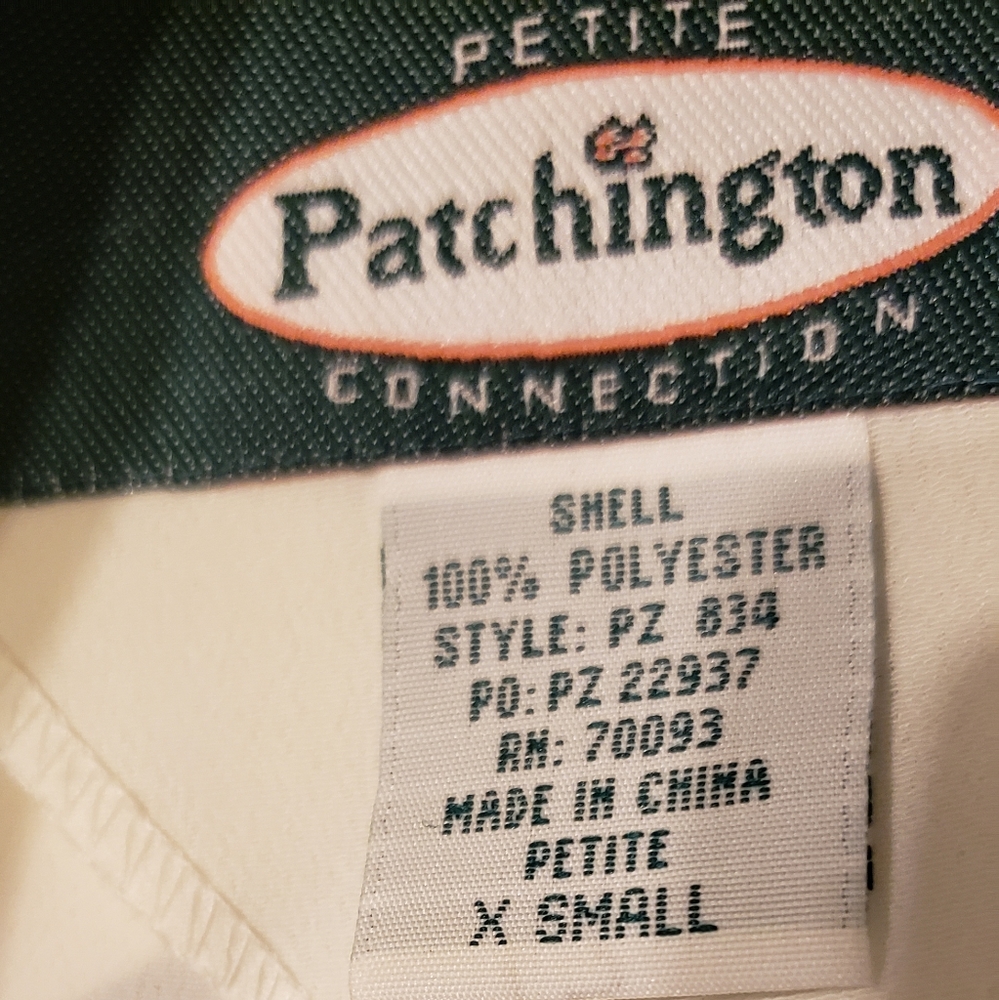 PETITE
Patchington
CONNECTION
SHELL
100% POLYESTER
STYLE: PZ 834
PO: PZ 22937
RN: 70093
MADE IN CHINA
PETITE
X SMALL